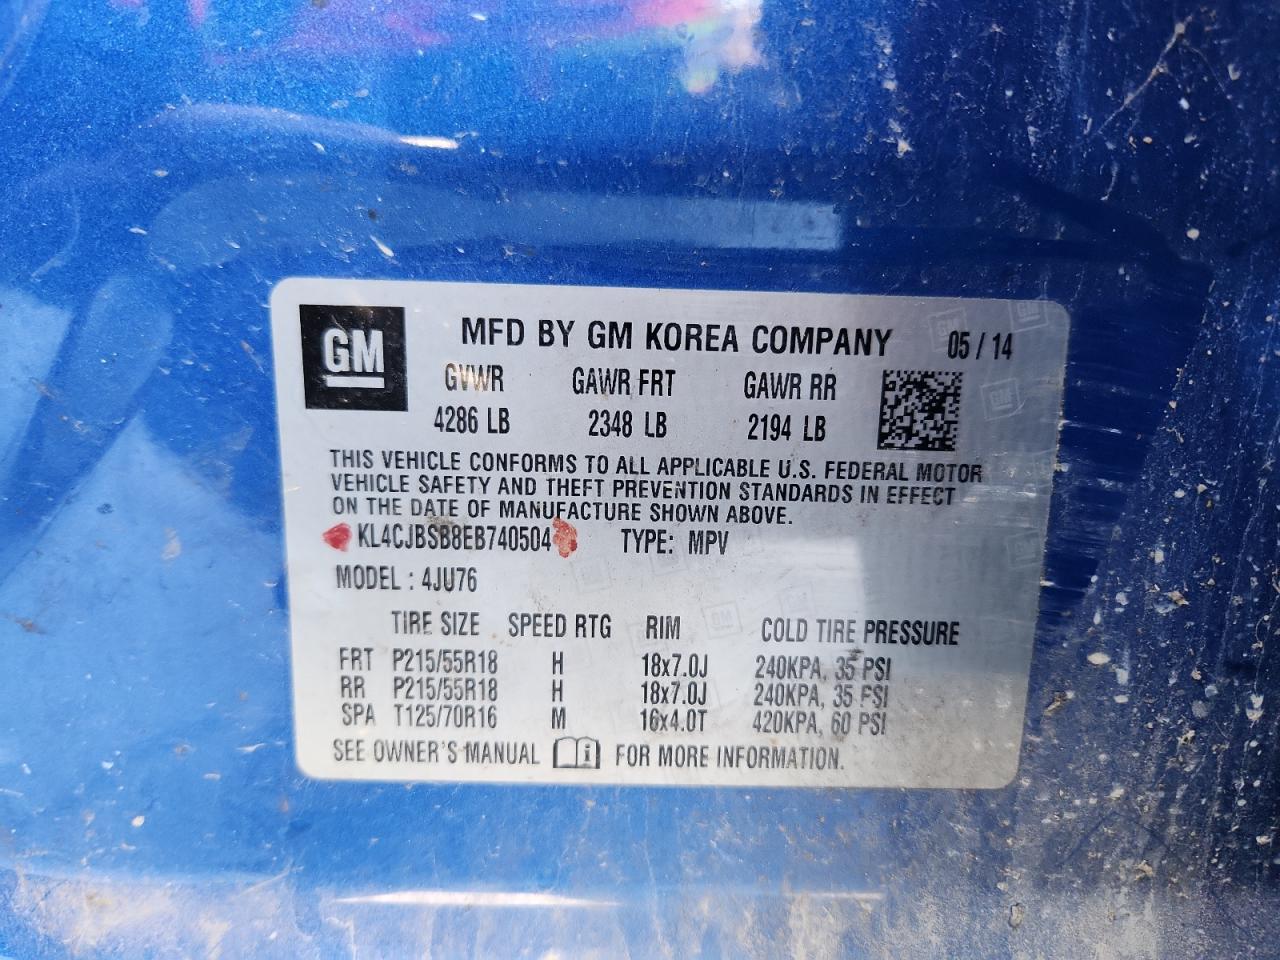 GM
MFD BY GM KOREA COMPANY 05 / 14
GVWR GAWR FRT GAWR RR
4286 LB 2348 LB 2194 LB
THIS VEHICLE CONFORMS TO ALL APPLICABLE U.S. FEDERAL MOTOR
VEHICLE SAFETY AND THEFT PREVENTION STANDARDS IN EFFECT
ON THE DATE OF MANUFACTURE SHOWN ABOVE.
KL4CJBSB8EB740504 TYPE: MPV
MODEL : 4JU76
TIRE SIZE SPEED RTG RIM COLD TIRE PRESSURE
FRT P215/55R18 H 18x7.0J 240KPA, 35 PSI
RR P215/55R18 H 18x7.0J 240KPA, 35 PSI
SPA T125/70R16 M 16x4.0T 420KPA, 60 PSI
SEE OWNER'S MANUAL i FOR MORE INFORMATION.